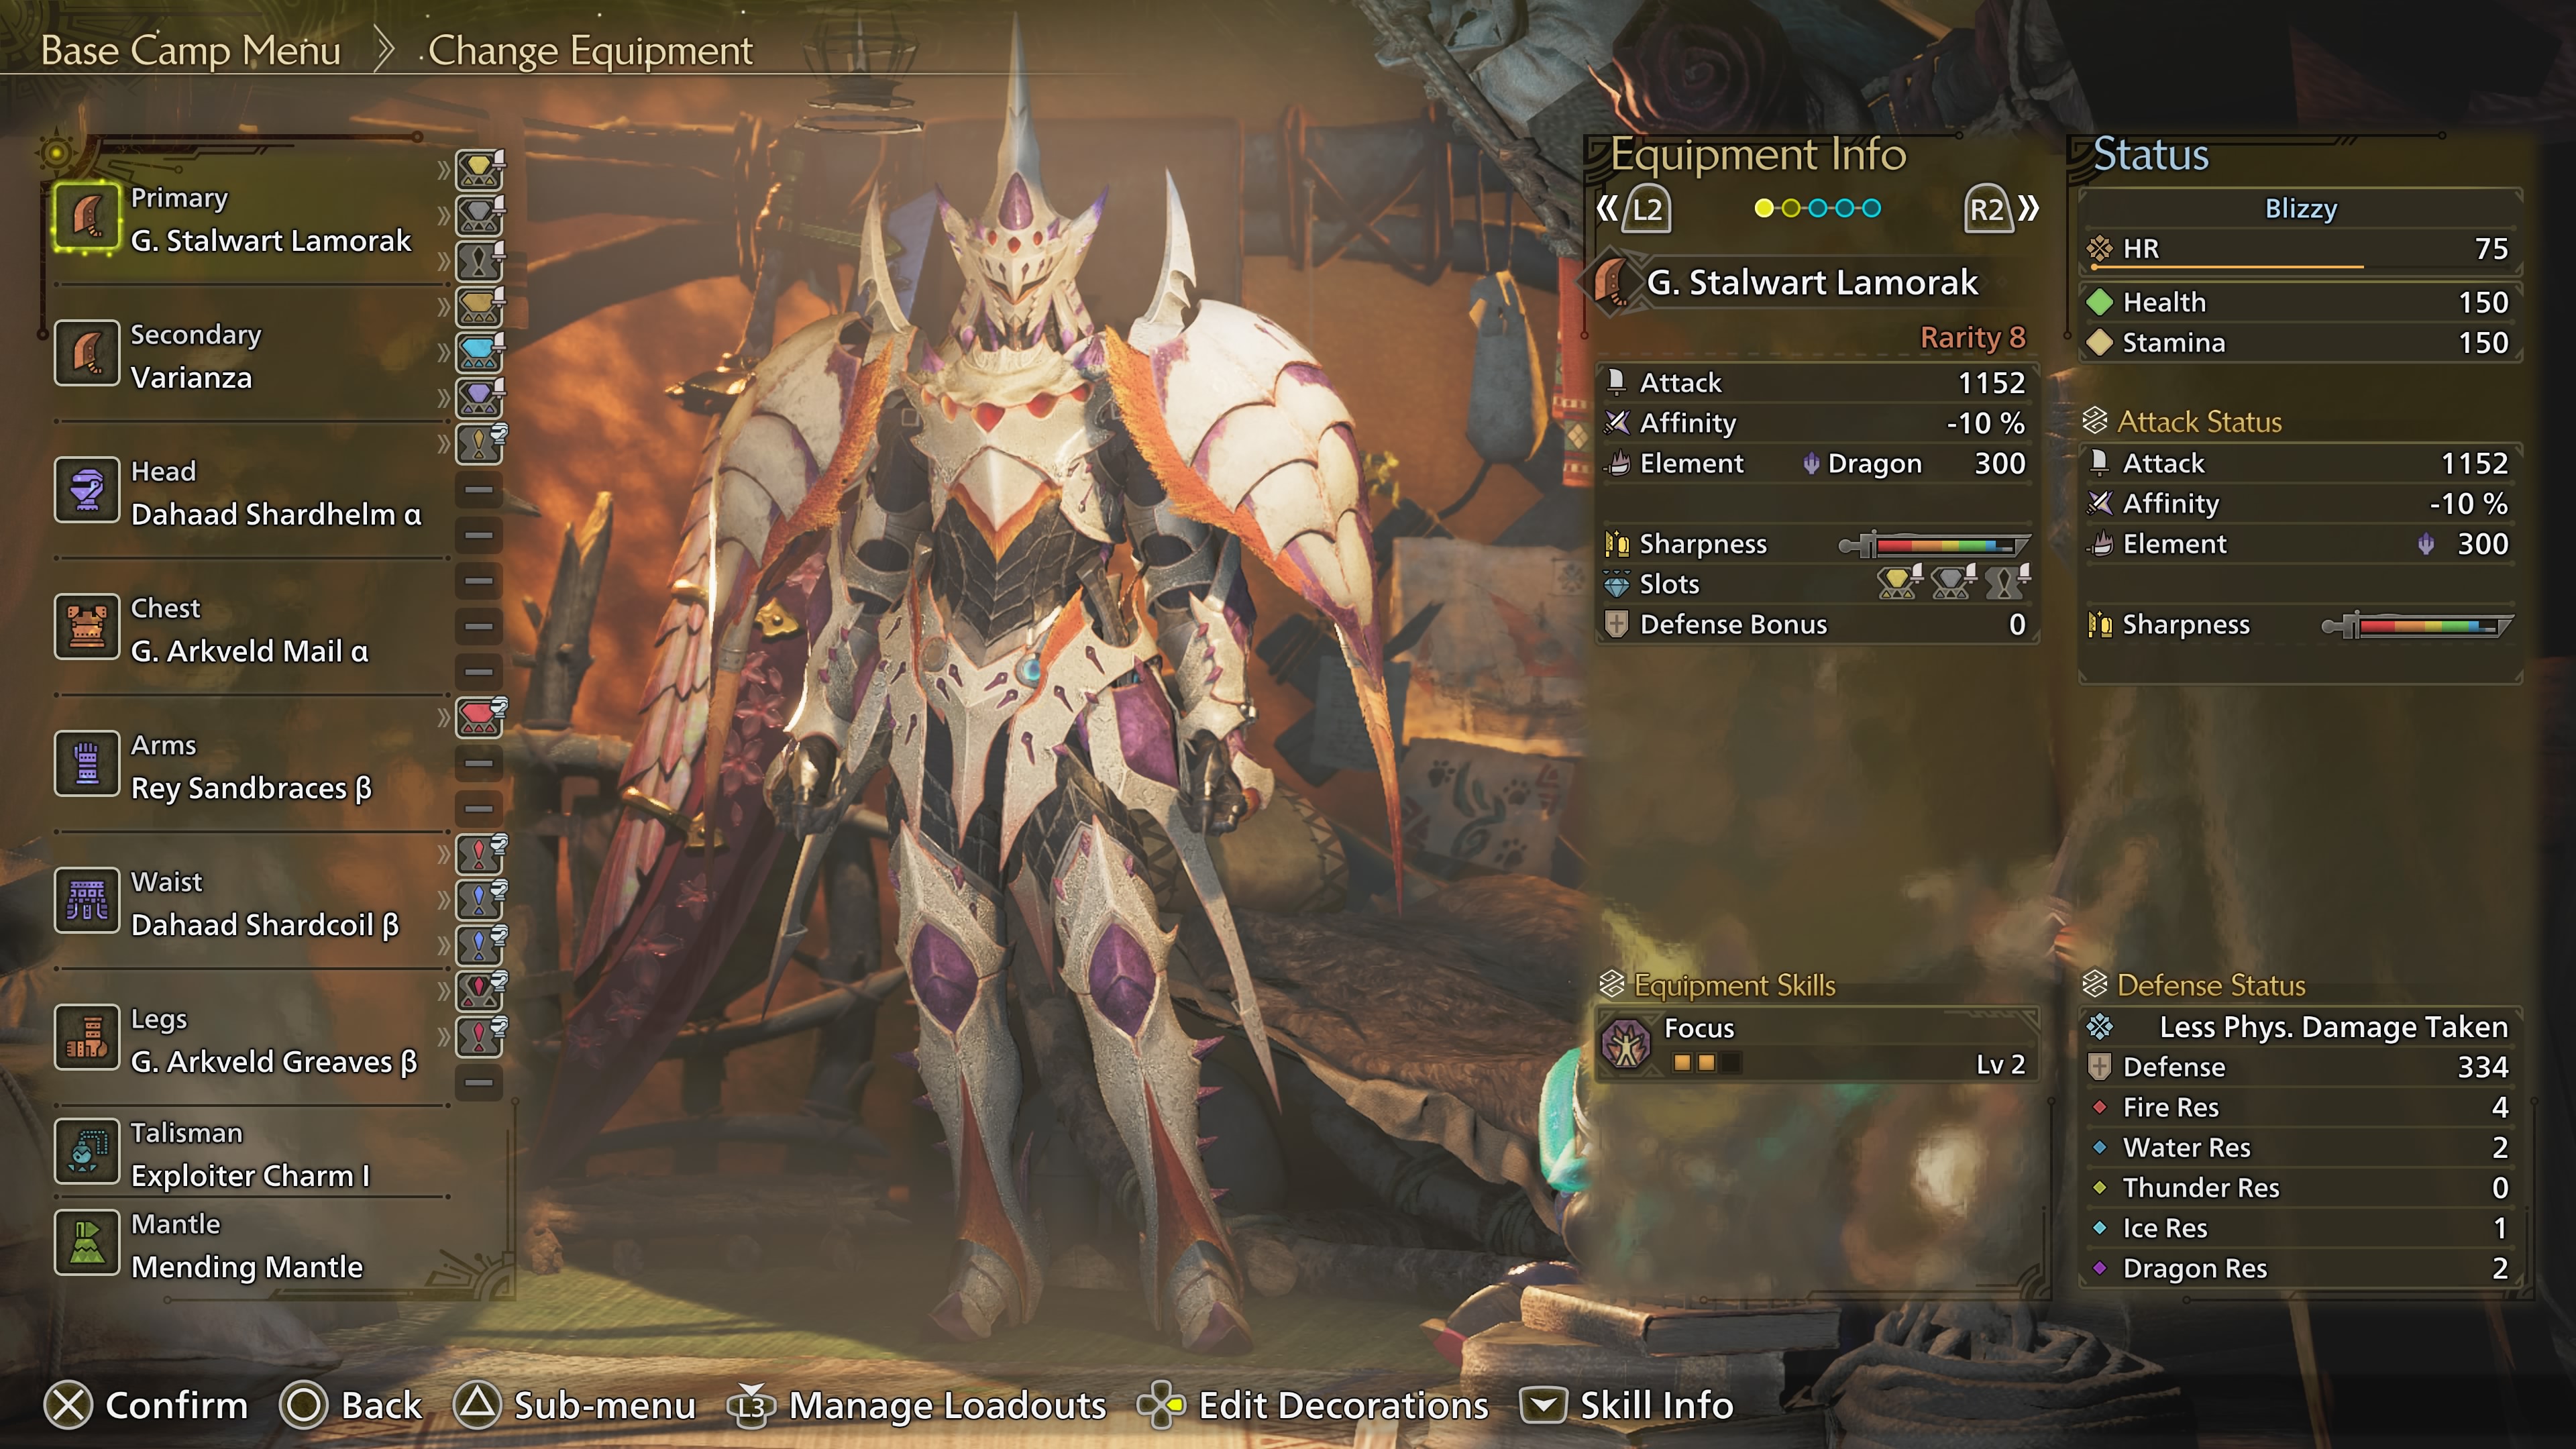 Base Camp Menu
Change Equipment
Primary
G. Stalwart Lamorak
Secondary
Varianza
Head
Dahaad Shardhelm α
Chest
G. Arkveld Mail α
Arms
Rey Sandbraces β
Waist
Dahaad Shardcoil β
Legs
G. Arkveld Greaves β
Talisman
Exploiter Charm I
Mantle
Mending Mantle
Equipment Info
L2
R2
G. Stalwart Lamorak
Rarity 8
Attack 1152
Affinity -10 %
Element Dragon 300
Sharpness
Slots
Defense Bonus 0
Equipment Skills
Focus
Lv 2
Status
Blizzy
HR 75
Health 150
Stamina 150
Attack Status
Attack 1152
Affinity -10 %
Element 300
Sharpness
Defense Status
Less Phys. Damage Taken
Defense 334
Fire Res 4
Water Res 2
Thunder Res 0
Ice Res 1
Dragon Res 2
Confirm Back Sub-menu L3 Manage Loadouts Edit Decorations Skill Info